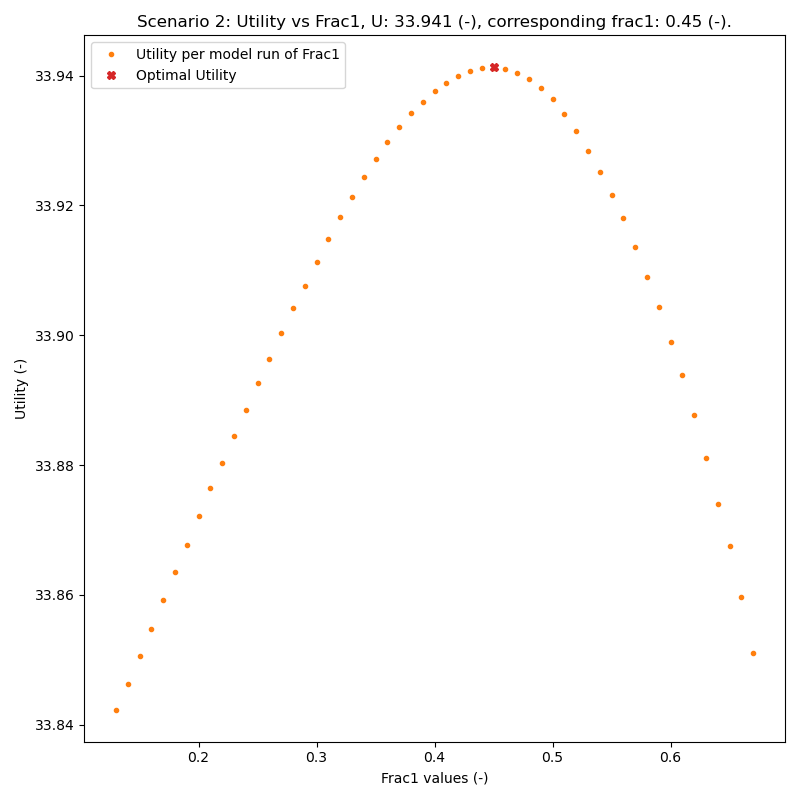 Scenario 2: Utility vs Frac1, U: 33.941 (-), corresponding frac1: 0.45 (-).
Utility per model run of Frac1
Optimal Utility
33.94
33.92
33.90
33.88
33.86
33.84
Utility (-)
0.2 0.3 0.4 0.5 0.6
Frac1 values (-)